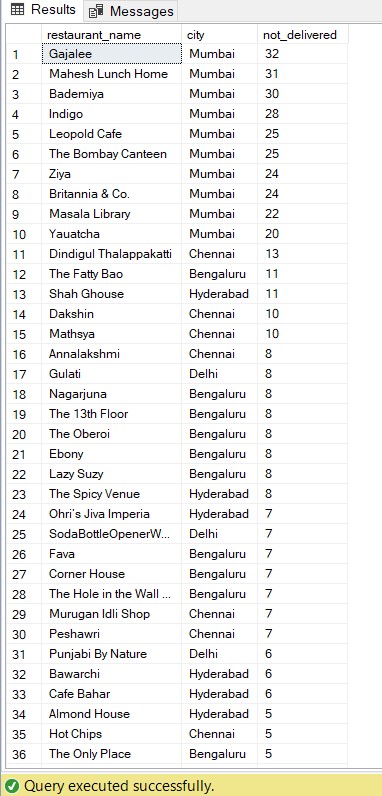 Results Messages
restaurant_name city not_delivered
1 Gajalee Mumbai 32
2 Mahesh Lunch Home Mumbai 31
3 Bademiya Mumbai 30
4 Indigo Mumbai 28
5 Leopold Cafe Mumbai 25
6 The Bombay Canteen Mumbai 25
7 Ziya Mumbai 24
8 Britannia & Co. Mumbai 24
9 Masala Library Mumbai 22
10 Yauatcha Mumbai 20
11 Dindigul Thalappakatti Chennai 13
12 The Fatty Bao Bengaluru 11
13 Shah Ghouse Hyderabad 11
14 Dakshin Chennai 10
15 Mathsya Chennai 10
16 Annalakshmi Chennai 8
17 Gulati Delhi 8
18 Nagarjuna Bengaluru 8
19 The 13th Floor Bengaluru 8
20 The Oberoi Bengaluru 8
21 Ebony Bengaluru 8
22 Lazy Suzy Bengaluru 8
23 The Spicy Venue Hyderabad 8
24 Ohri's Jiva Imperia Hyderabad 7
25 SodaBottleOpenerW... Delhi 7
26 Fava Bengaluru 7
27 Corner House Bengaluru 7
28 The Hole in the Wall ... Bengaluru 7
29 Murugan Idli Shop Chennai 7
30 Peshawri Chennai 7
31 Punjabi By Nature Delhi 6
32 Bawarchi Hyderabad 6
33 Cafe Bahar Hyderabad 6
34 Almond House Hyderabad 5
35 Hot Chips Chennai 5
36 The Only Place Bengaluru 5
Query executed successfully.